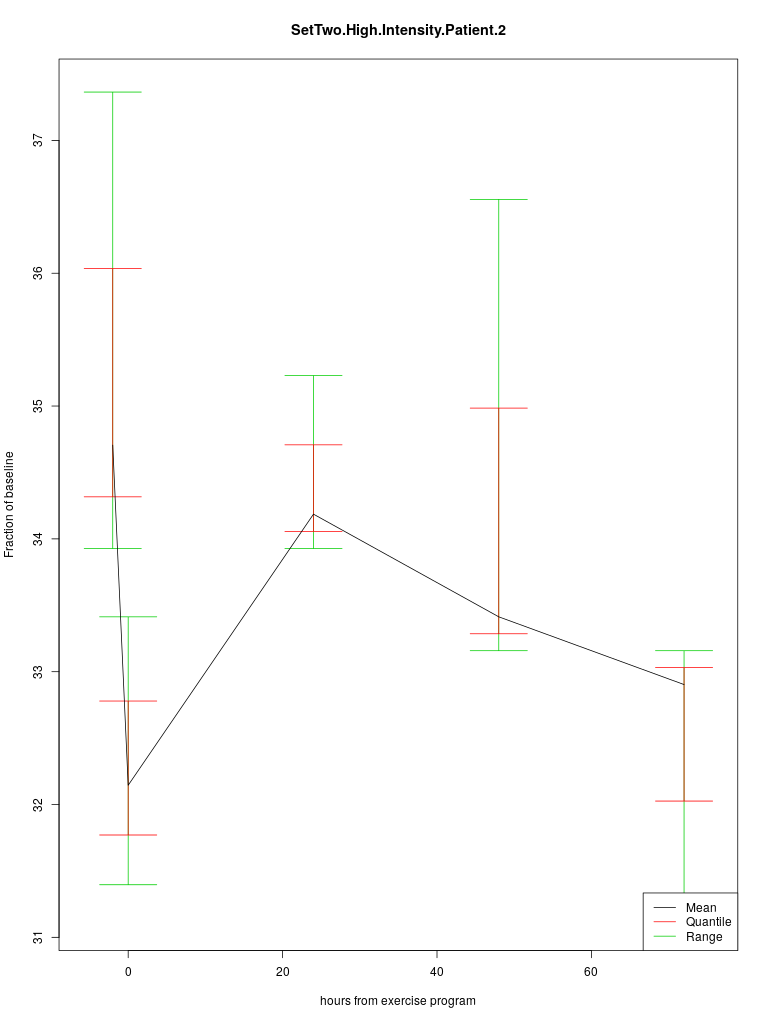 SetTwo.High.Intensity.Patient.2
37
36
35
34
33
32
31
Fraction of baseline
0
20
40
60
hours from exercise program
Mean
Quantile
Range